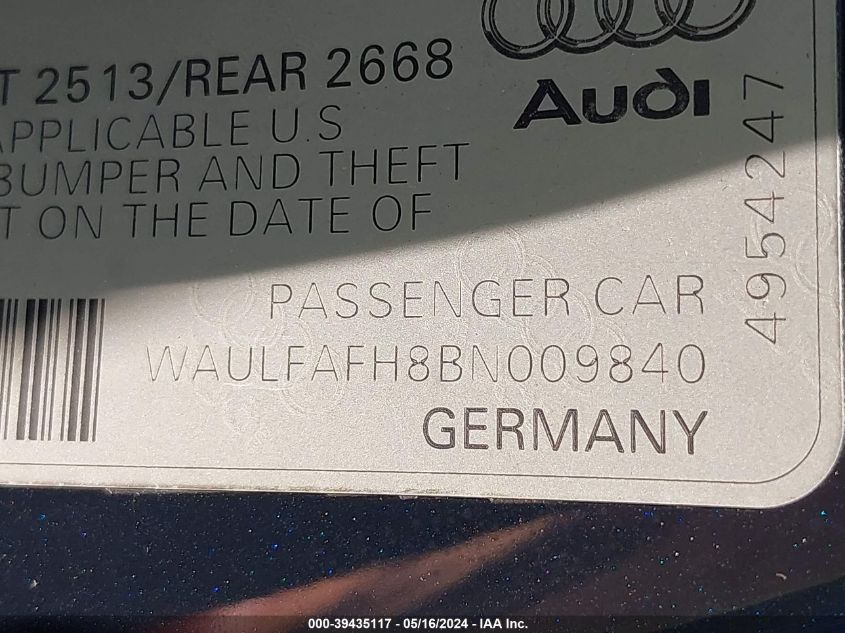 T 2513/REAR 2668
APPLICABLE U.S
BUMPER AND THEFT
T ON THE DATE OF
Audi
4954247
PASSENGER CAR
WAULFAFH8BN009840
GERMANY
000-39435117 - 05/16/2024 - IAA Inc.